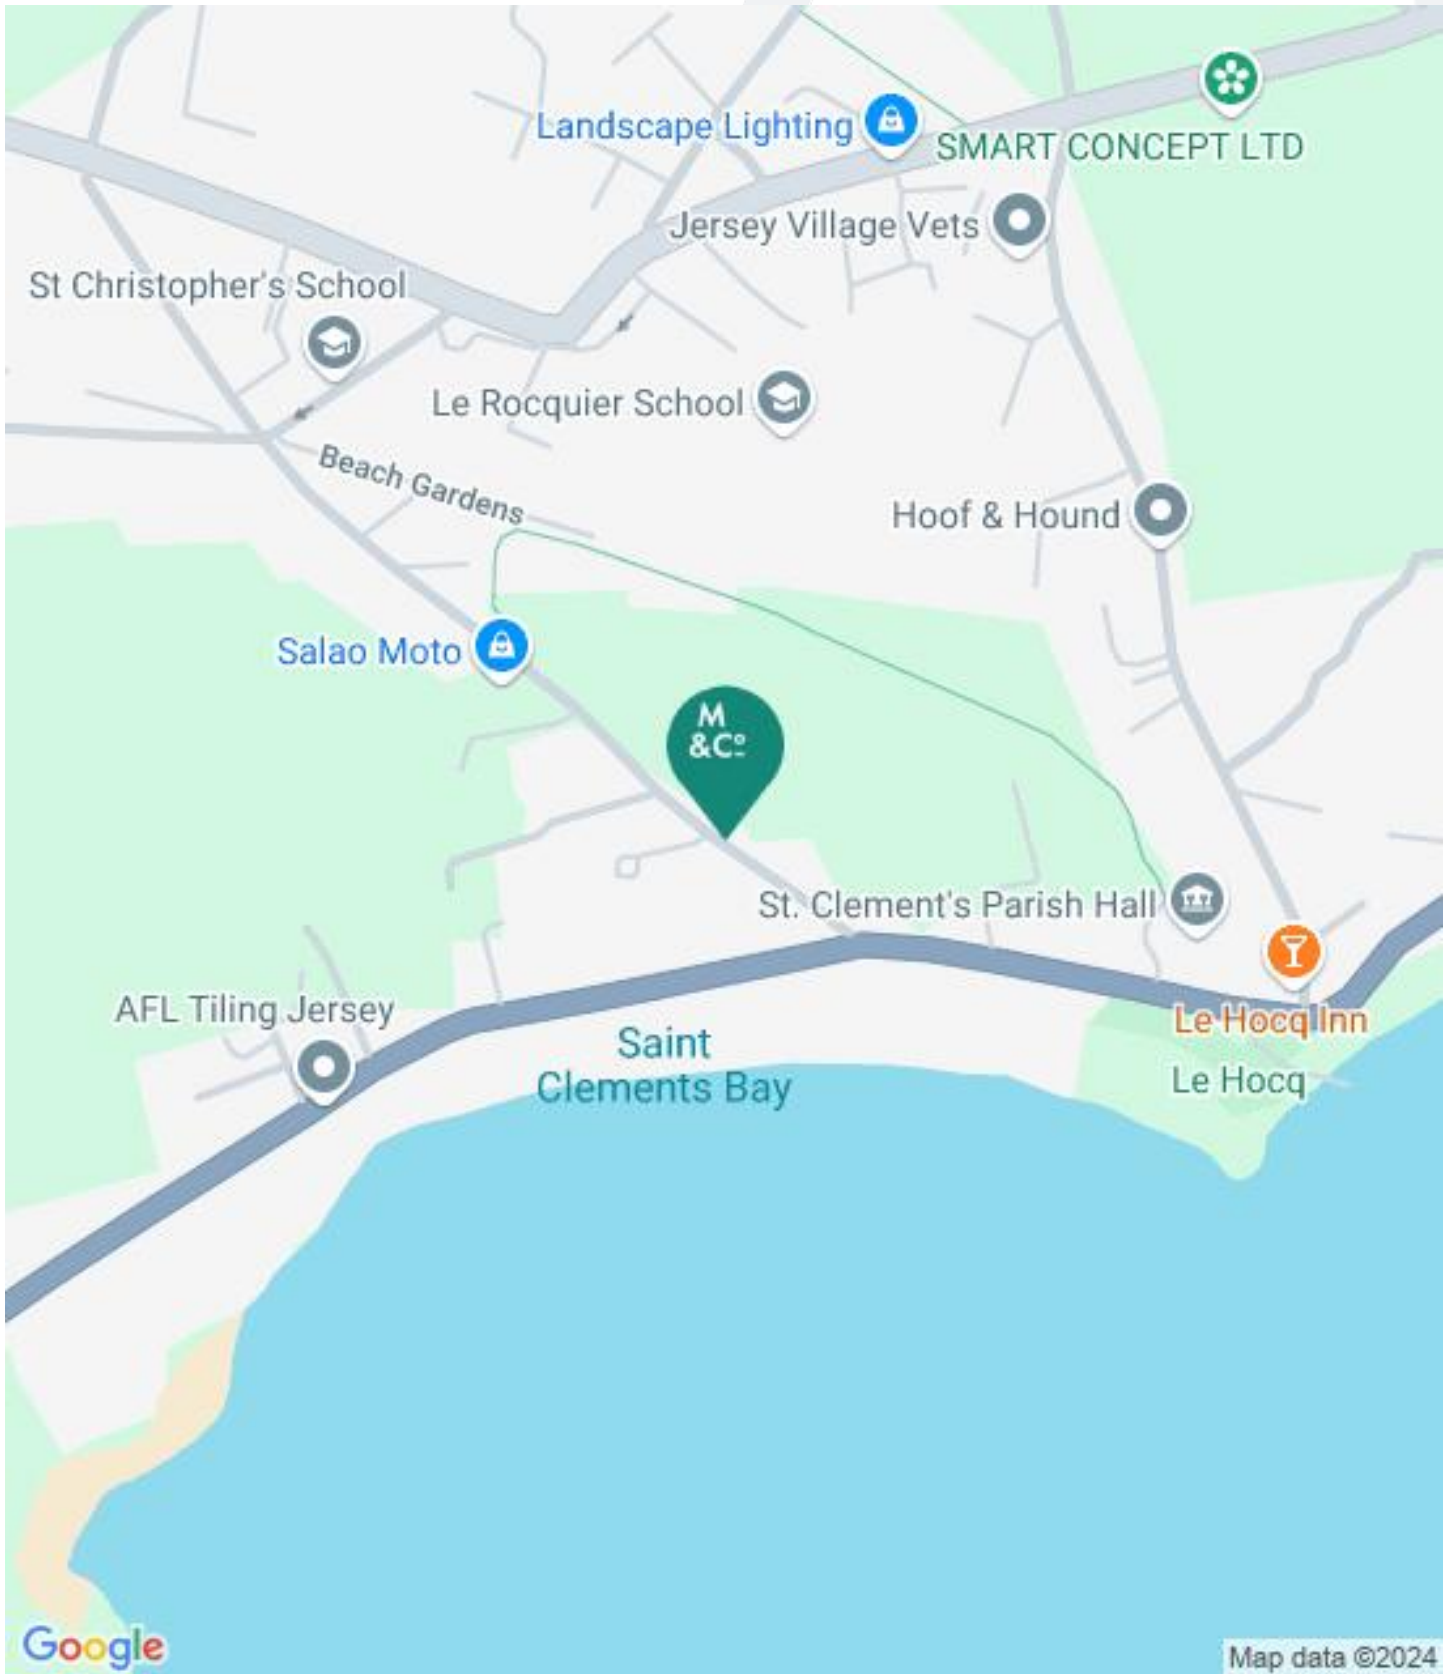 Landscape Lighting
SMART CONCEPT LTD
Jersey Village Vets
St Christopher's School
Le Rocquier School
Beach Gardens
Hoof & Hound
Salao Moto
M
&Cº
St. Clement's Parish Hall
AFL Tiling Jersey
Le Hocq Inn
Saint
Clements Bay
Le Hocq
Google
Map data ©2024